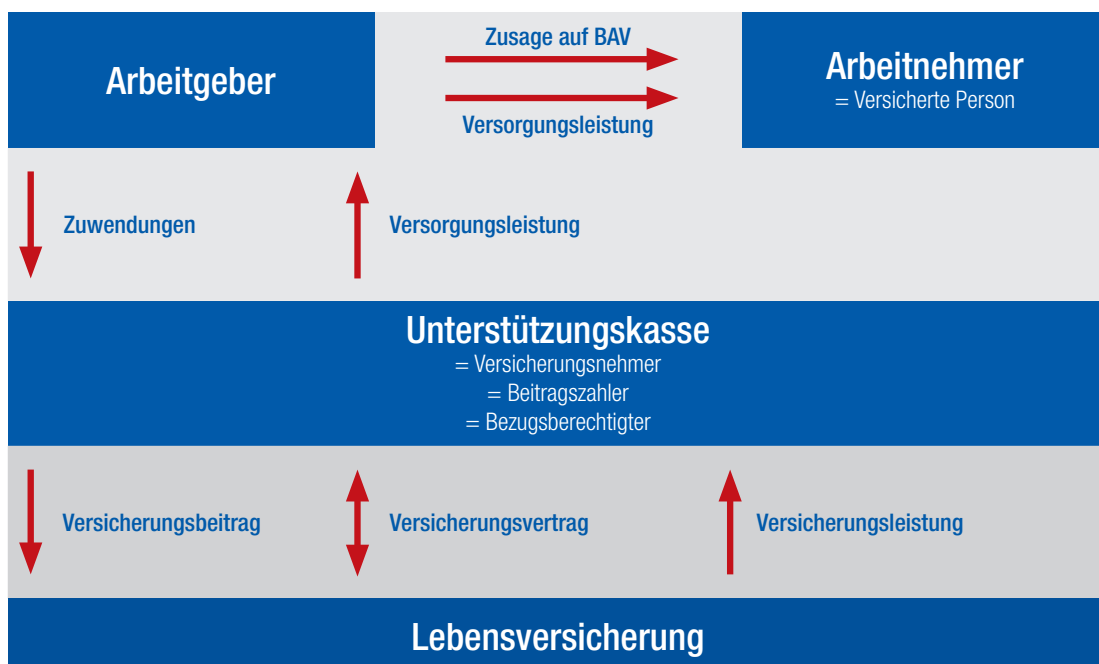 Arbeitgeber
Zusage auf BAV
Versorgungsleistung
Arbeitnehmer
= Versicherte Person
Zuwendungen
Versorgungsleistung
Unterstützungskasse
= Versicherungsnehmer
= Beitragszahler
= Bezugsberechtigter
Versicherungsbeitrag
Versicherungsvertrag
Versicherungsleistung
Lebensversicherung